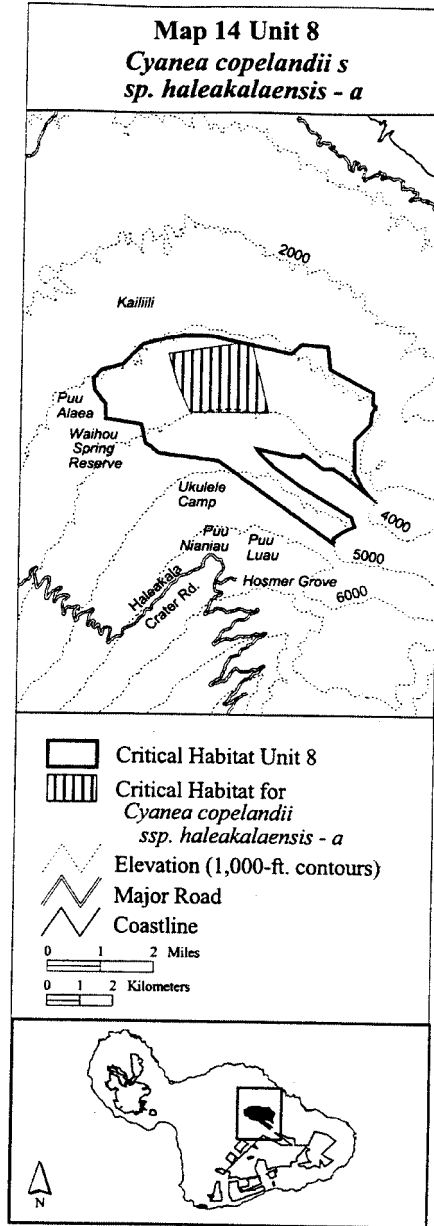 Map 14 Unit 8
Cyanea copelandii s
sp. haleakalaensis - a
2000
Kailiili
Puu
Alaea
Waihou
Spring
Reserve
Ukulele
Camp
4000
Puu
Nianiau
Puu
Luau
5000
Haleakala
Crater Rd.
Hosmer Grove
6000
Critical Habitat Unit 8
Critical Habitat for
Cyanea copelandii
ssp. haleakalaensis - a
Elevation (1,000-ft. contours)
Major Road
Coastline
0 1 2 Miles
0 1 2 Kilometers
N